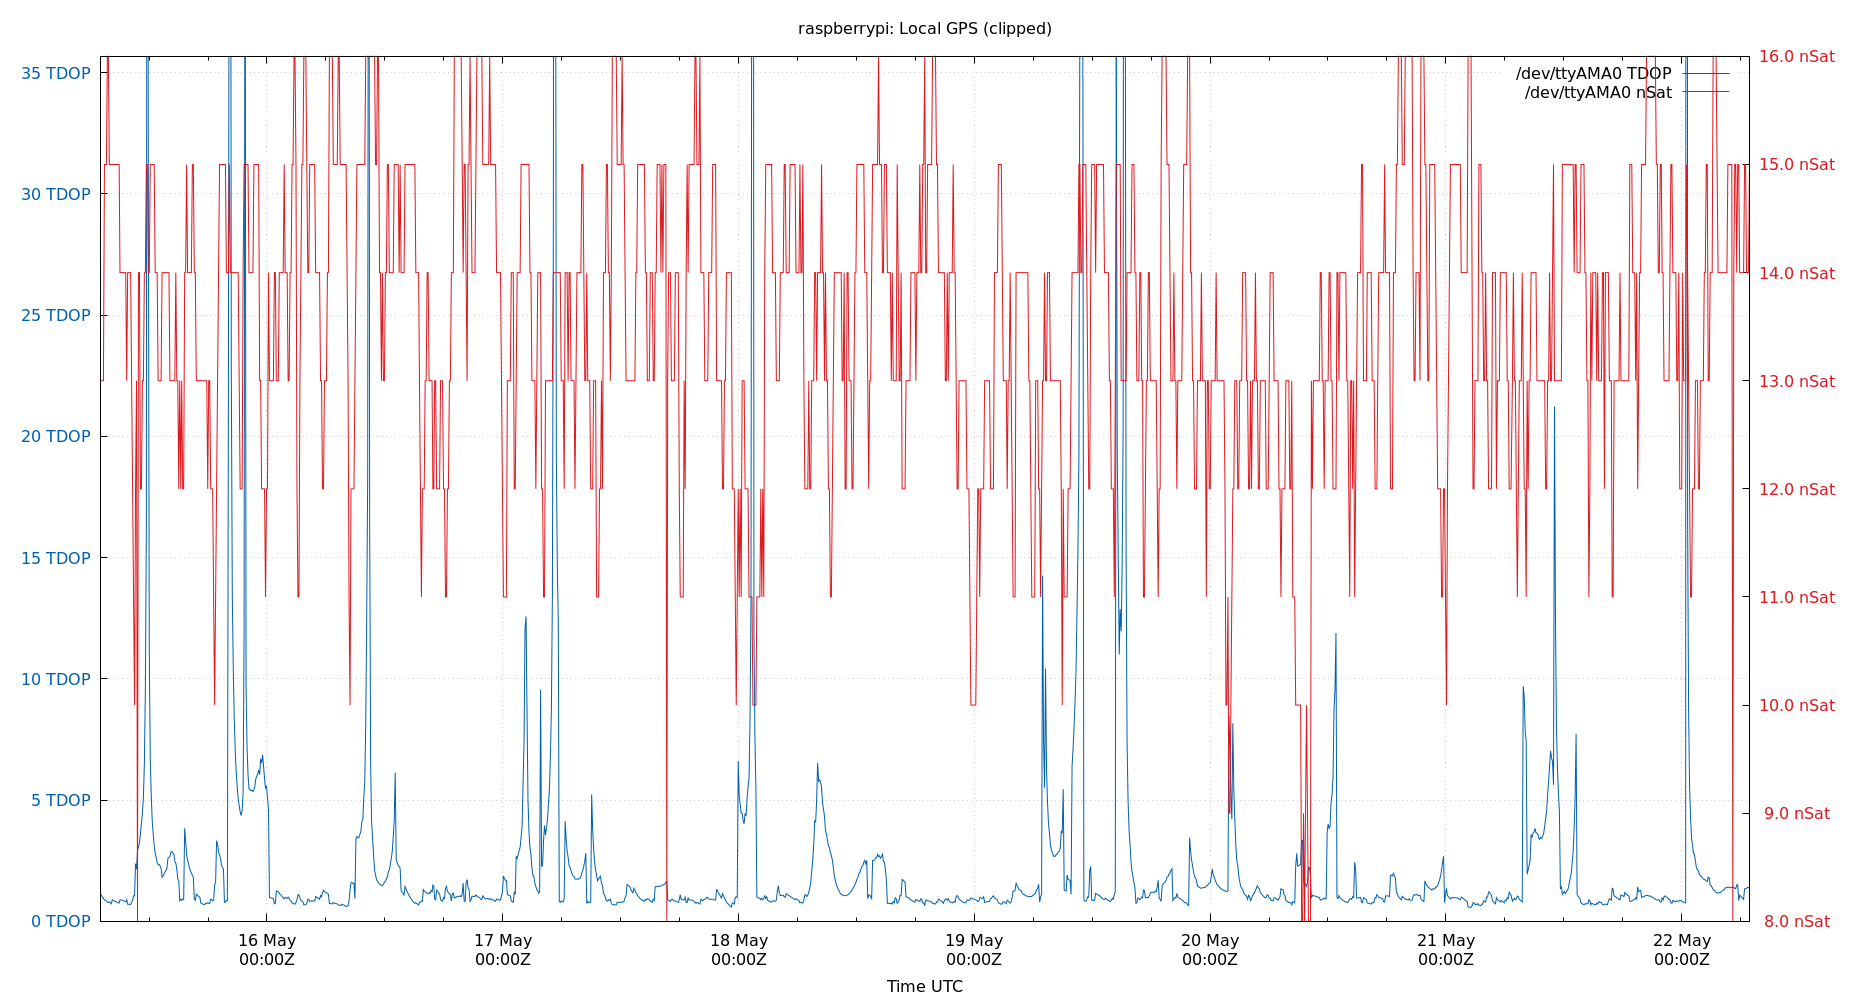 raspberrypi: Local GPS (clipped)
35 TDOP
30 TDOP
25 TDOP
20 TDOP
15 TDOP
10 TDOP
5 TDOP
0 TDOP
/dev/ttyAMA0 TDOP
/dev/ttyAMA0 nSat
16.0 nSat
15.0 nSat
14.0 nSat
13.0 nSat
12.0 nSat
11.0 nSat
10.0 nSat
9.0 nSat
8.0 nSat
16 May
00:00Z
17 May
00:00Z
18 May
00:00Z
19 May
00:00Z
20 May
00:00Z
21 May
00:00Z
22 May
00:00Z
Time UTC